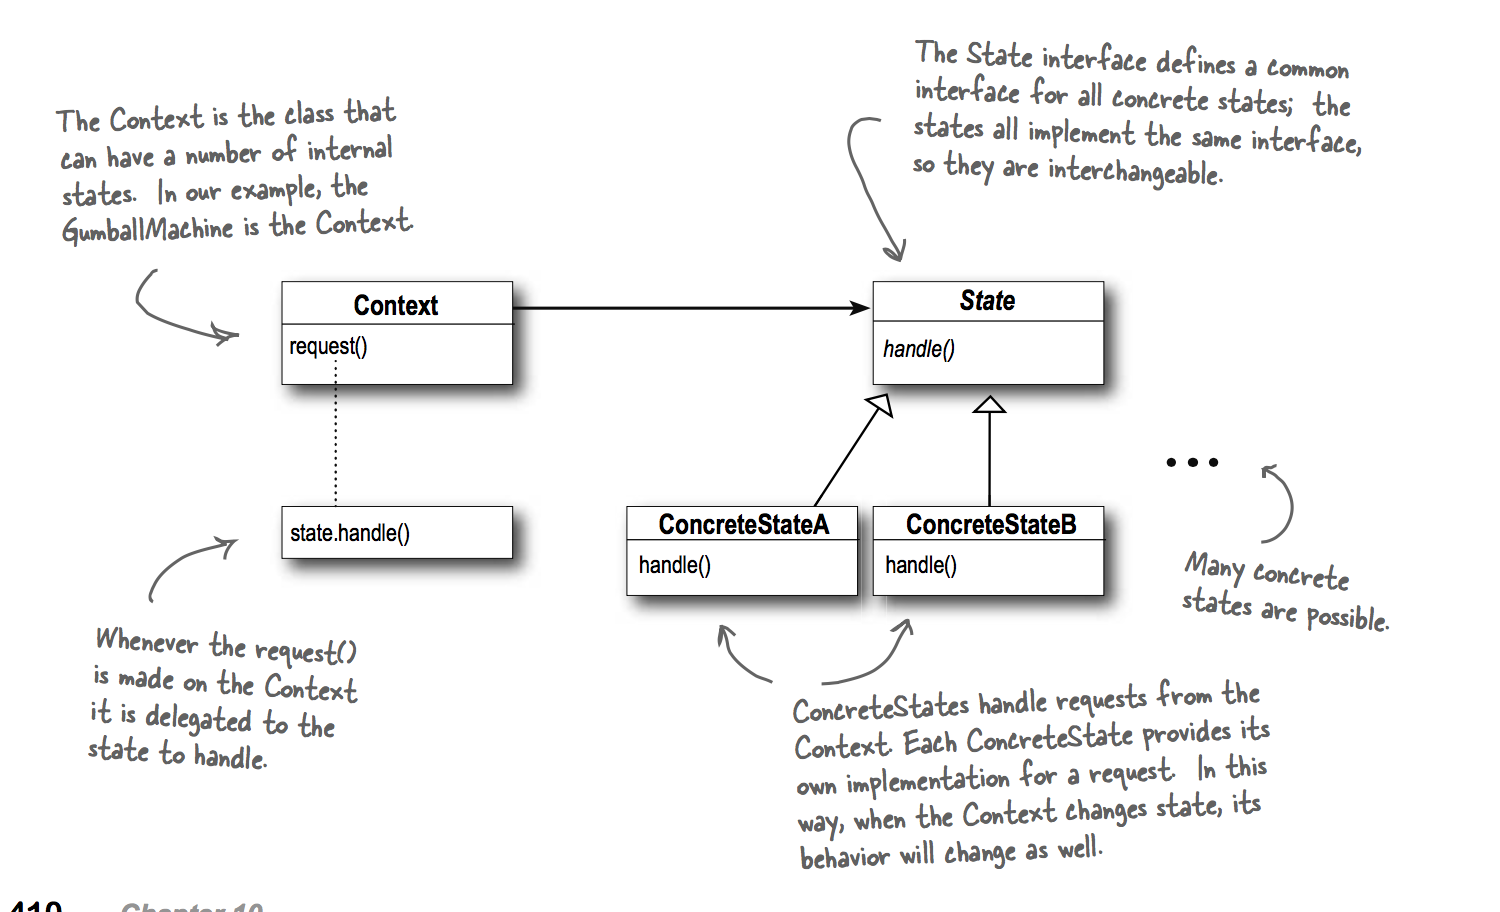 The Context is the class that
can have a number of internal
states. In our example, the
GumballMachine is the Context.
The State interface defines a common
interface for all concrete states; the
states all implement the same interface,
so they are interchangeable.
Context
request()
State
handle()
state.handle()
ConcreteStateA
handle()
ConcreteStateB
handle()
Many concrete
states are possible.
Whenever the request()
is made on the Context
it is delegated to the
state to handle.
ConcreteStates handle requests from the
Context. Each ConcreteState provides its
own implementation for a request. In this
way, when the Context changes state, its
behavior will change as well.
410 Chapter 10